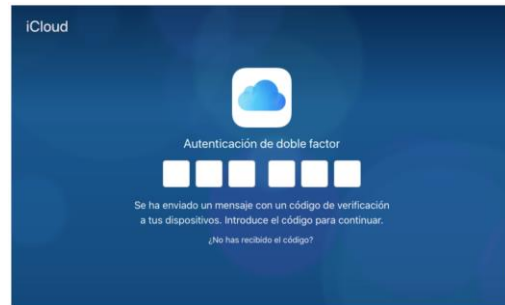 iCloud
Autenticación de doble factor
Se ha enviado un mensaje con un código de verificación
a tus dispositivos. Introduce el código para continuar.
¿No has recibido el código?